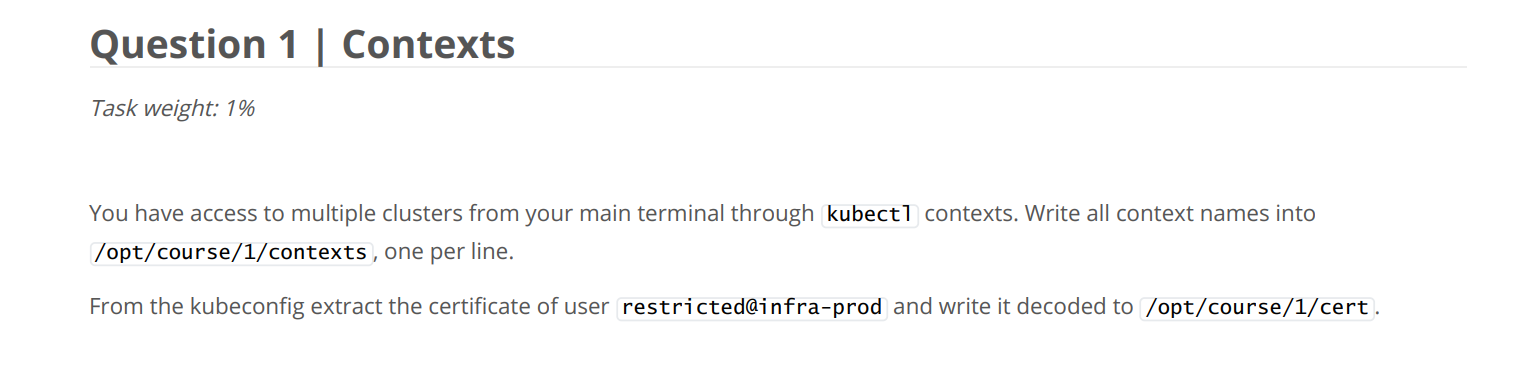 Question 1 | Contexts
Task weight: 1%
You have access to multiple clusters from your main terminal through kubectl contexts. Write all context names into
/opt/course/1/contexts, one per line.
From the kubeconfig extract the certificate of user restricted@infra-prod and write it decoded to /opt/course/1/cert.